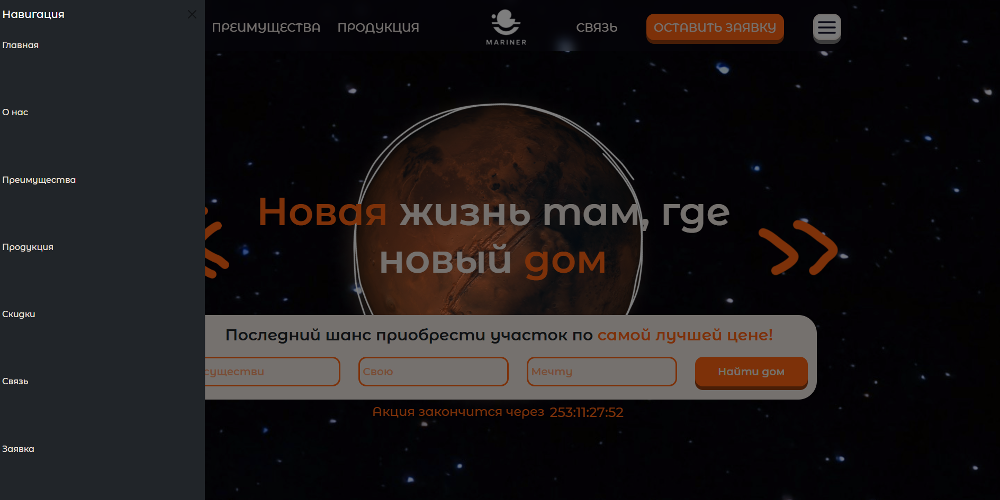 Навигация
Главная
О нас
Преимущества
Продукция
Скидки
Связь
Заявка
ПРЕИМУЩЕСТВА
ПРОДУКЦИЯ
MARINER
СВЯЗЬ
ОСТАВИТЬ ЗАЯВКУ
Новая жизнь там, где
новый дом
Последний шанс приобрести участок по самой лучшей цене!
существи
Свою
Мечту
Найти дом
Акция закончится через 253:11:27:52